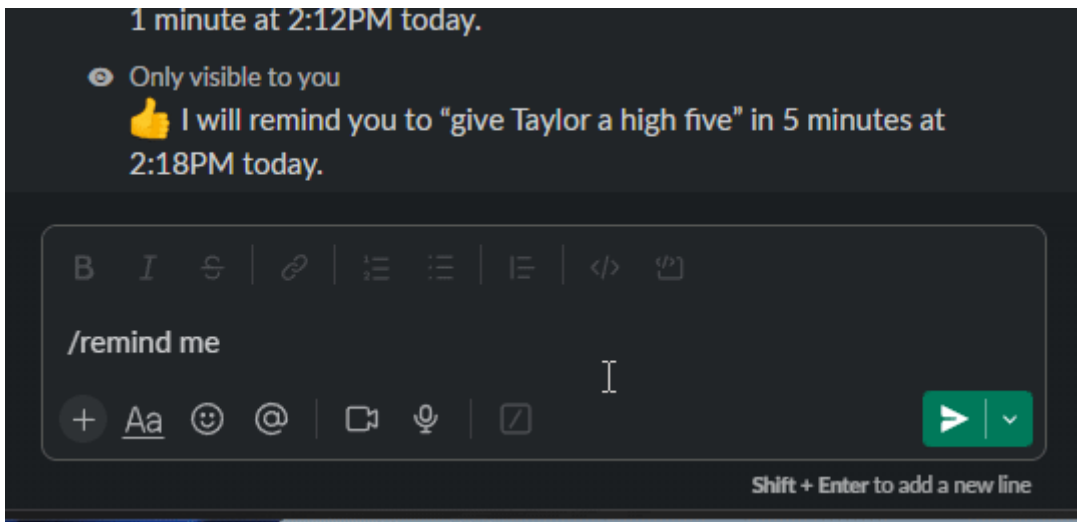 1 minute at 2:12PM today.
Only visible to you
👍 I will remind you to “give Taylor a high five” in 5 minutes at
2:18PM today.
B I S
/remind me
Aa
Shift + Enter to add a new line